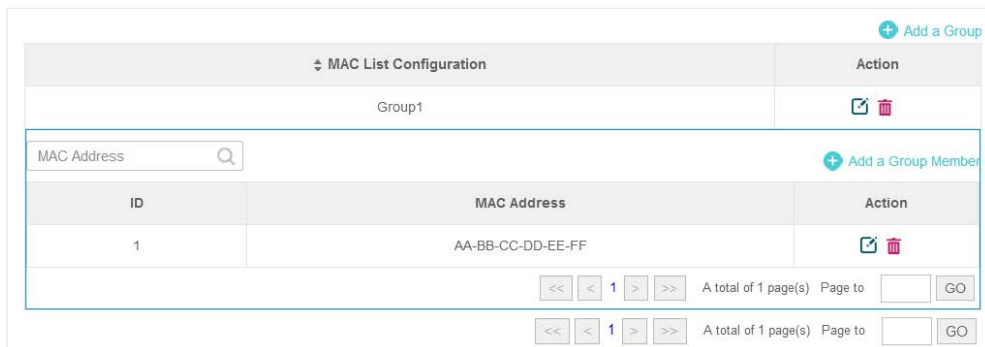 Add a Group
MAC List Configuration Action
Group1
MAC Address
Add a Group Member
ID MAC Address Action
1 AA-BB-CC-DD-EE-FF
<< < 1 > >> A total of 1 page(s) Page to GO
<< < 1 > >> A total of 1 page(s) Page to GO